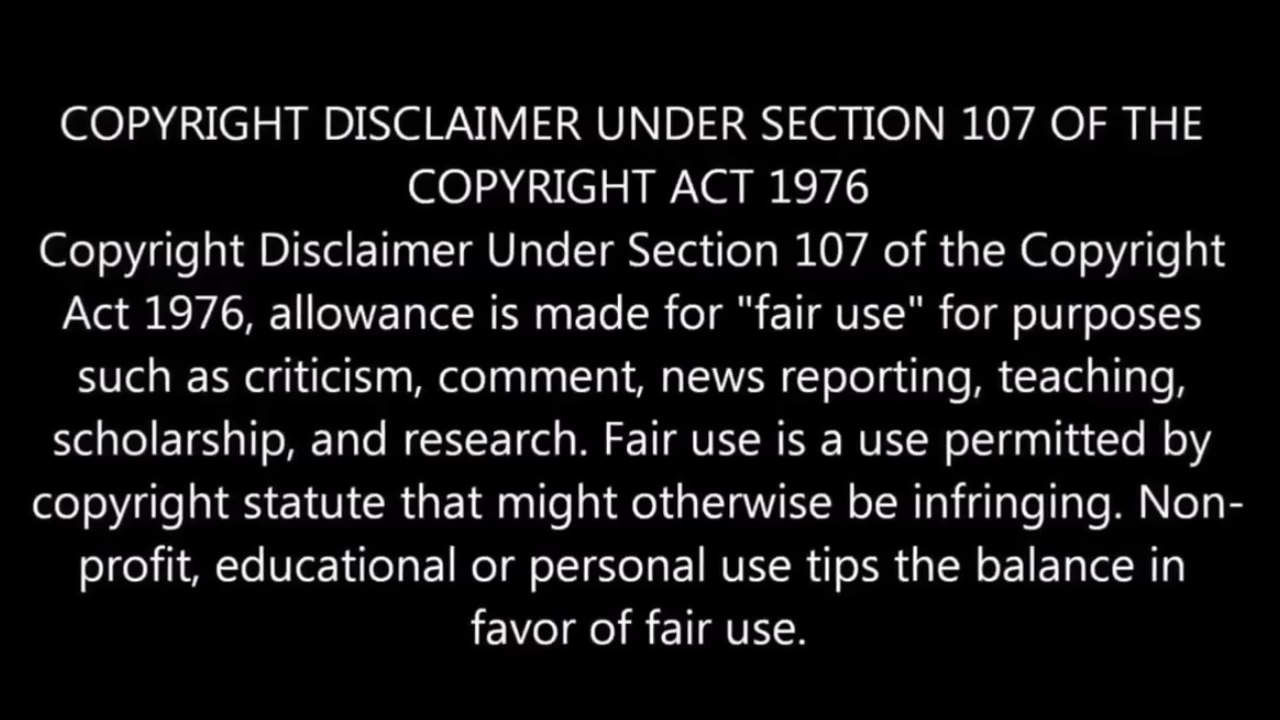 COPYRIGHT DISCLAIMER UNDER SECTION 107 OF THE
COPYRIGHT ACT 1976
Copyright Disclaimer Under Section 107 of the Copyright
Act 1976, allowance is made for "fair use" for purposes
such as criticism, comment, news reporting, teaching,
scholarship, and research. Fair use is a use permitted by
copyright statute that might otherwise be infringing. Non-
profit, educational or personal use tips the balance in
favor of fair use.